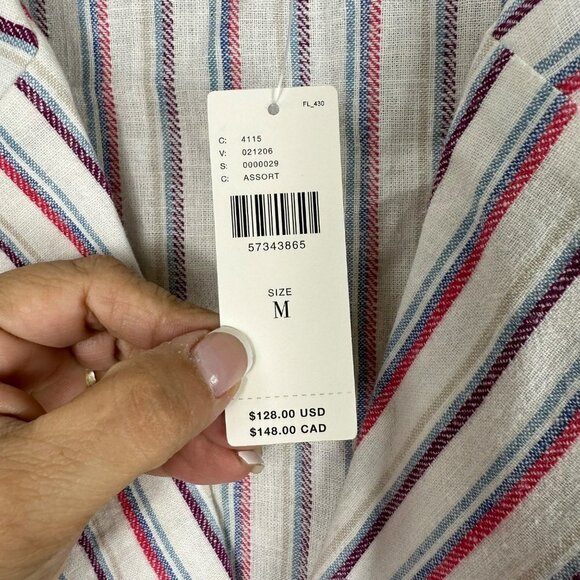 FL_430
C: 4115
V: 021206
S: 0000029
C: ASSORT
57343865
SIZE
M
$128.00 USD
$148.00 CAD